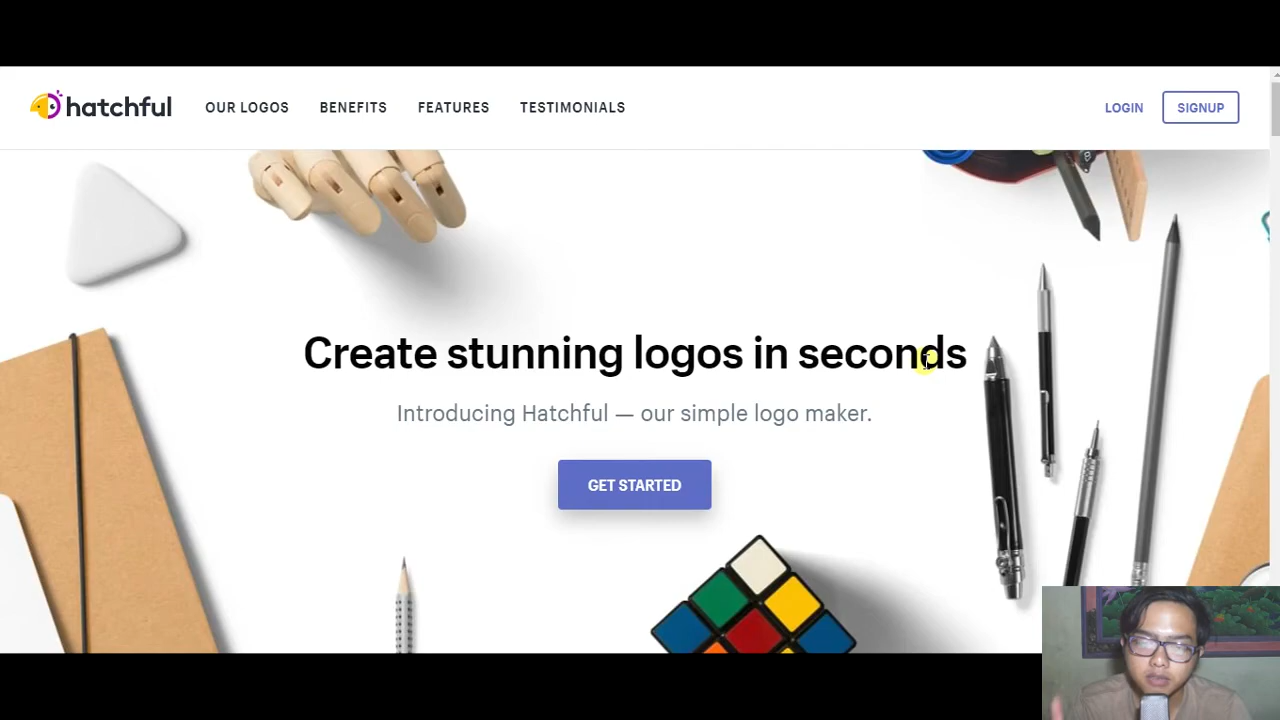 hatchful OUR LOGOS BENEFITS FEATURES TESTIMONIALS LOGIN SIGNUP
Create stunning logos in seconds
Introducing Hatchful — our simple logo maker.
GET STARTED